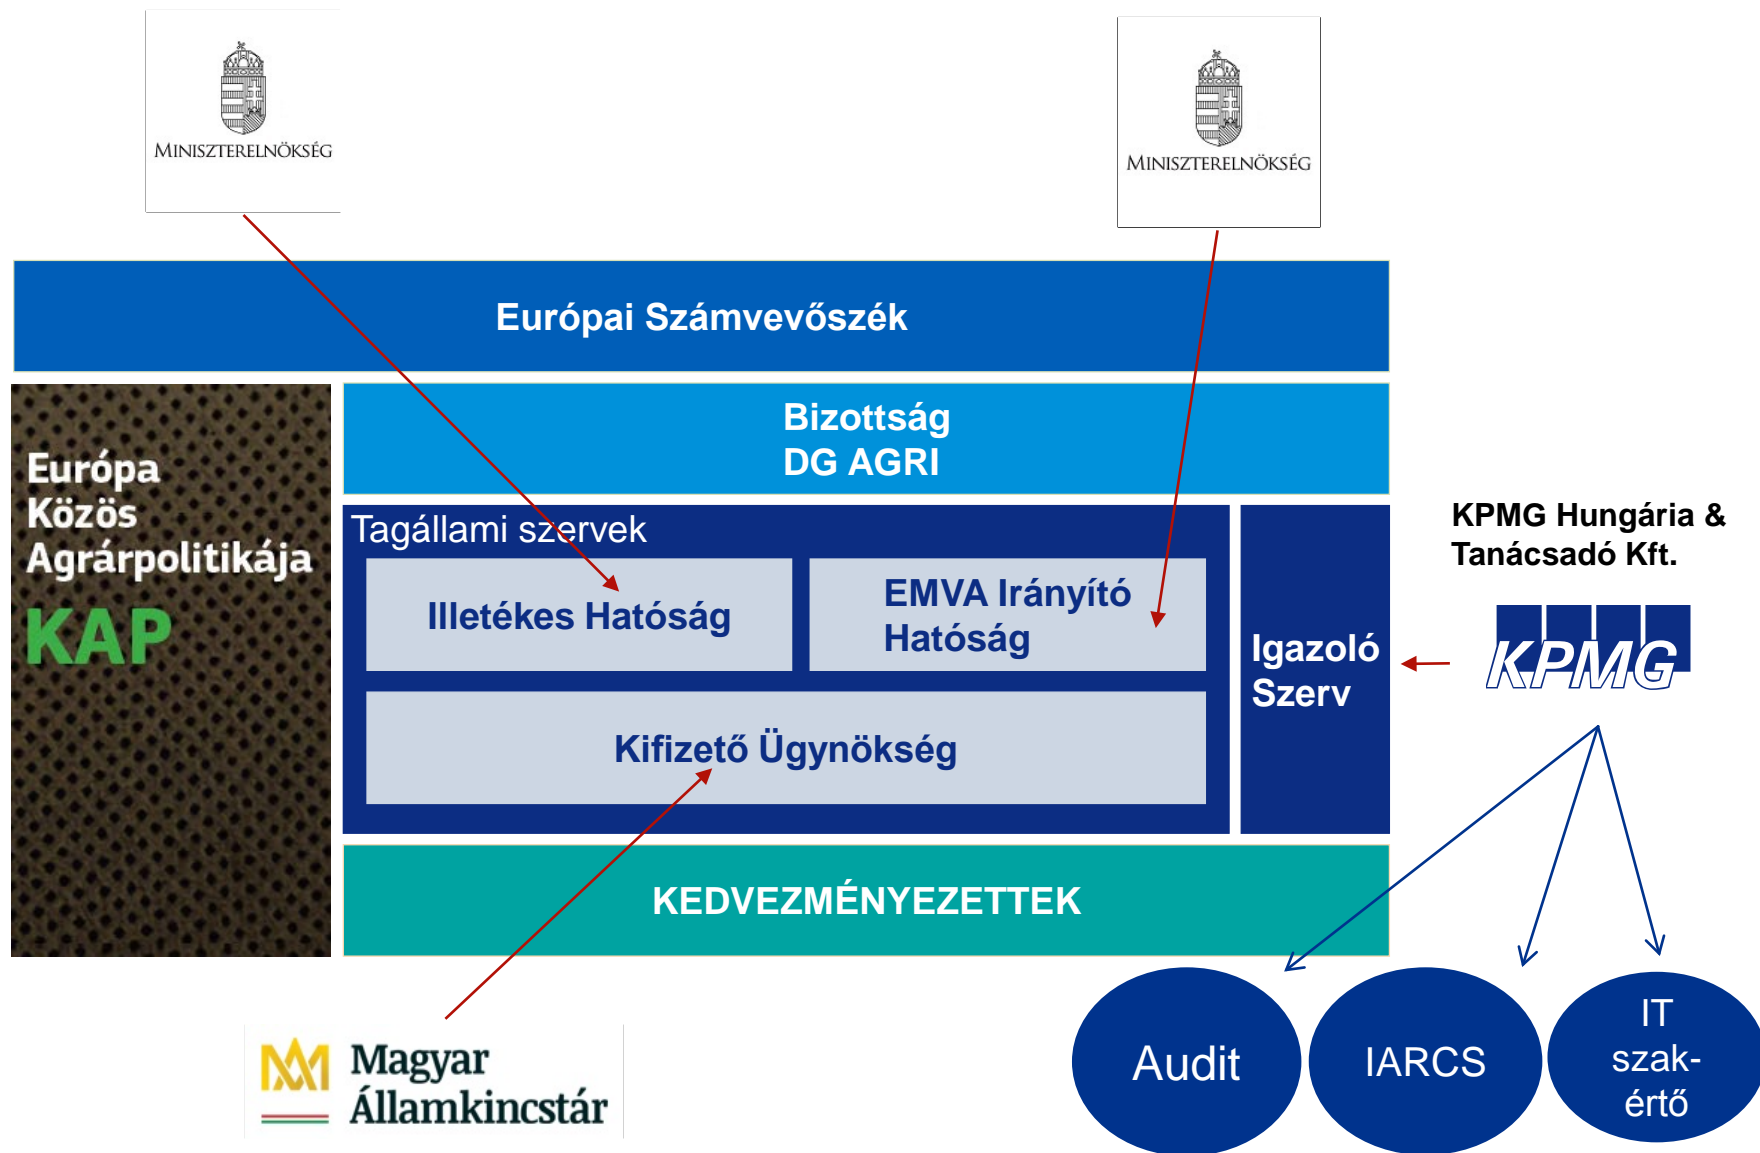 MINISZTERELNÖKSÉG
MINISZTERELNÖKSÉG
Európai Számvevőszék
Európa
Közös
Agrárpolitikája
KAP
Bizottság
DG AGRI
Tagállami szervek
Illetékes Hatóság
EMVA Irányító
Hatóság
Kifizető Ügynökség
Igazoló
Szerv
KPMG Hungária &
Tanácsadó Kft.
KPMG
KEDVEZMÉNYEZETTEK
Magyar
Államkincstár
Audit
IARCS
IT
szak-
értő